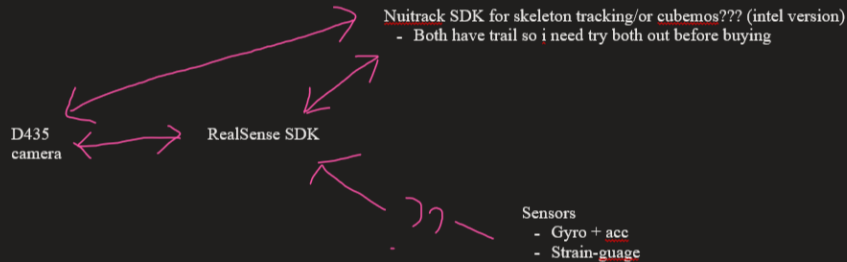 Nuitrack SDK for skeleton tracking/or cubemos??? (intel version)
- Both have trail so i need try both out before buying
D435
camera
RealSense SDK
??
Sensors
- Gyro + acc
- Strain-guage